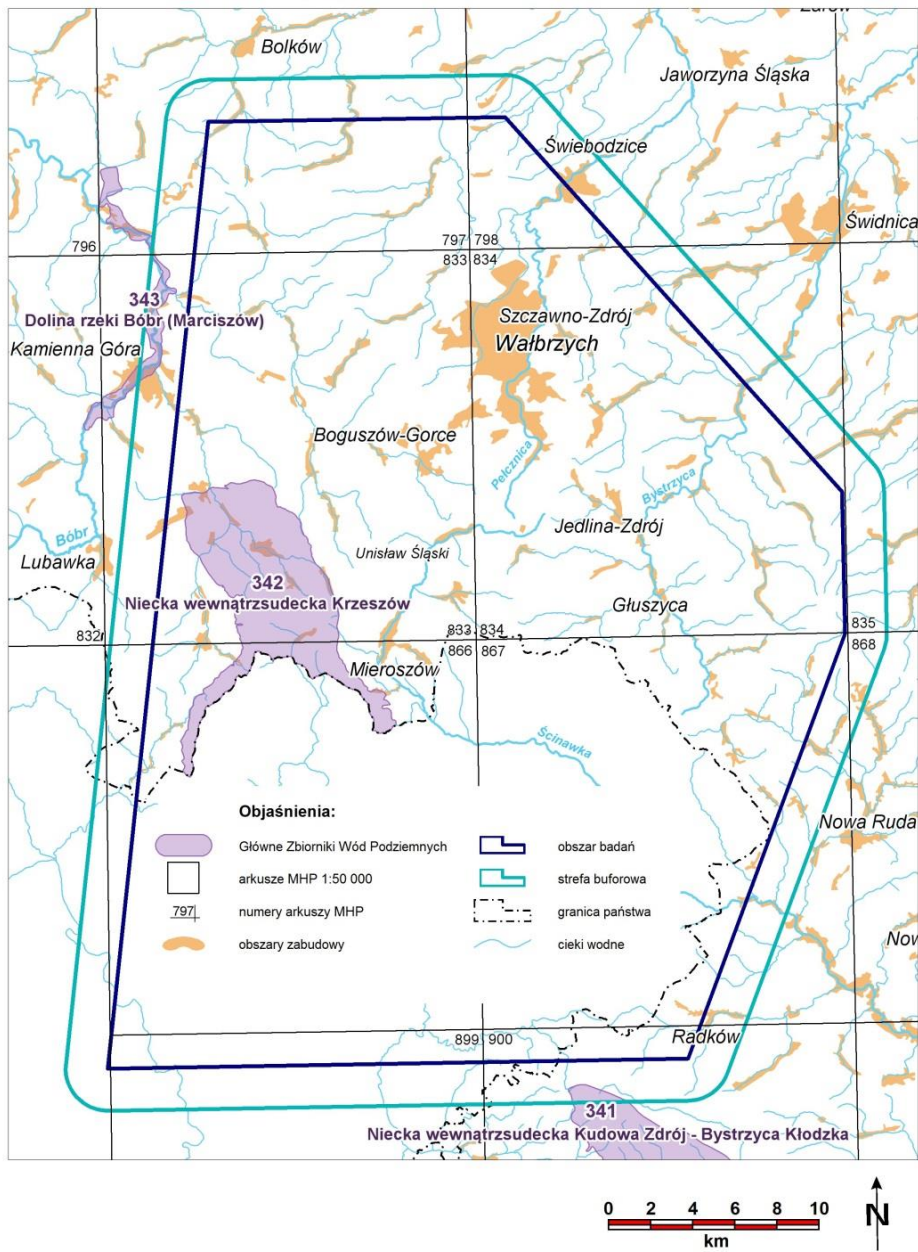 Żarów
Bolków
Jaworzyna Śląska
Świebodzice
Świdnica
796
797 798
833 834
343
Dolina rzeki Bóbr (Marciszów)
Szczawno-Zdrój
Wałbrzych
Kamienna Góra
Boguszów-Gorce
Pełcznica
Bystrzyca
Bóbr
Jedlina-Zdrój
Lubawka
Unisław Śląski
342
Niecka wewnątrzsudecka Krzeszów
Głuszyca
832
833 834
866 867
835
868
Mieroszów
Ścinawka
Objaśnienia:
Główne Zbiorniki Wód Podziemnych
arkusze MHP 1:50 000
797
numery arkuszy MHP
obszary zabudowy
obszar badań
strefa buforowa
granica państwa
cieki wodne
Nowa Ruda
Now
Radków
899 900
341
Niecka wewnątrzsudecka Kudowa Zdrój - Bystrzyca Kłodzka
0 2 4 6 8 10
km
N